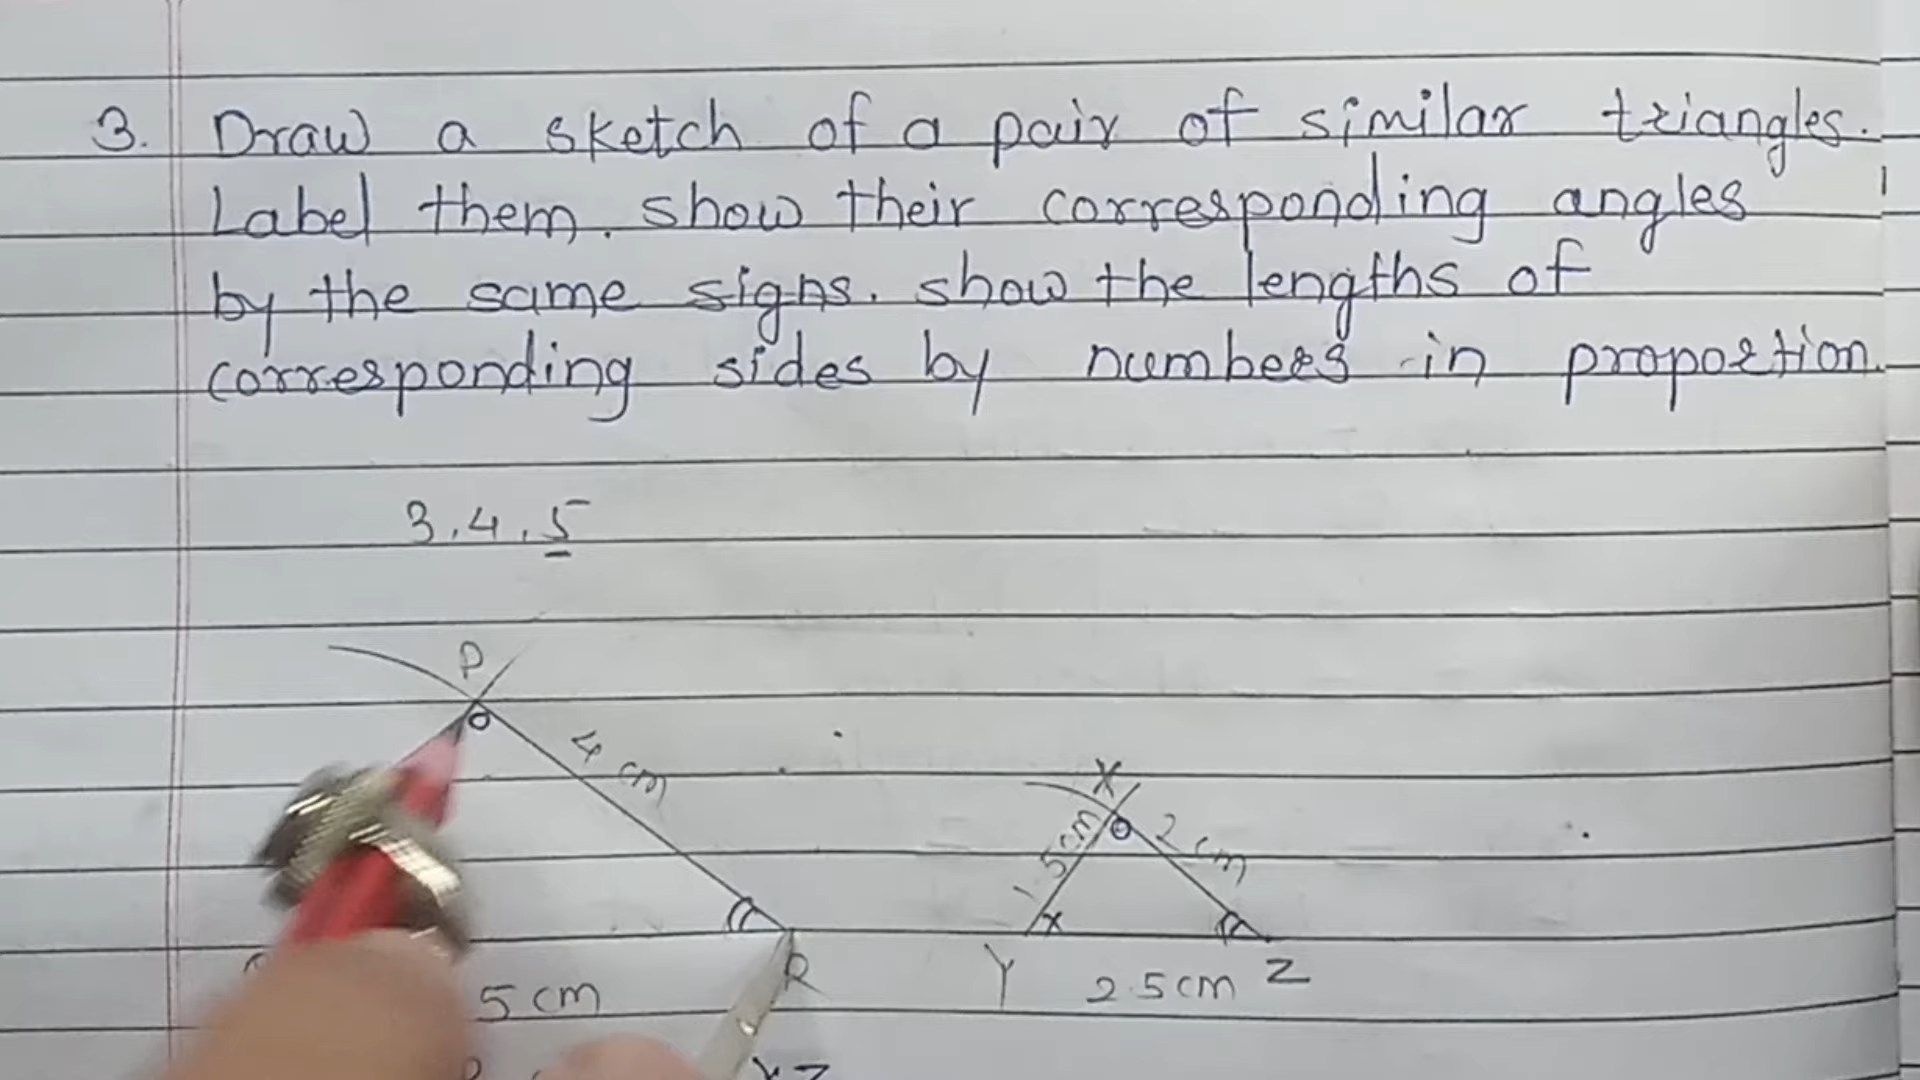 3. Draw a sketch of a pair of similar triangles.
Label them. show their corresponding angles
by the same signs. show the lengths of
corresponding sides by numbers in proportion.
3, 4, 5
P
4 cm
X
1.5cm
2 cm
x
R
Y
Z
5 cm
2.5cm